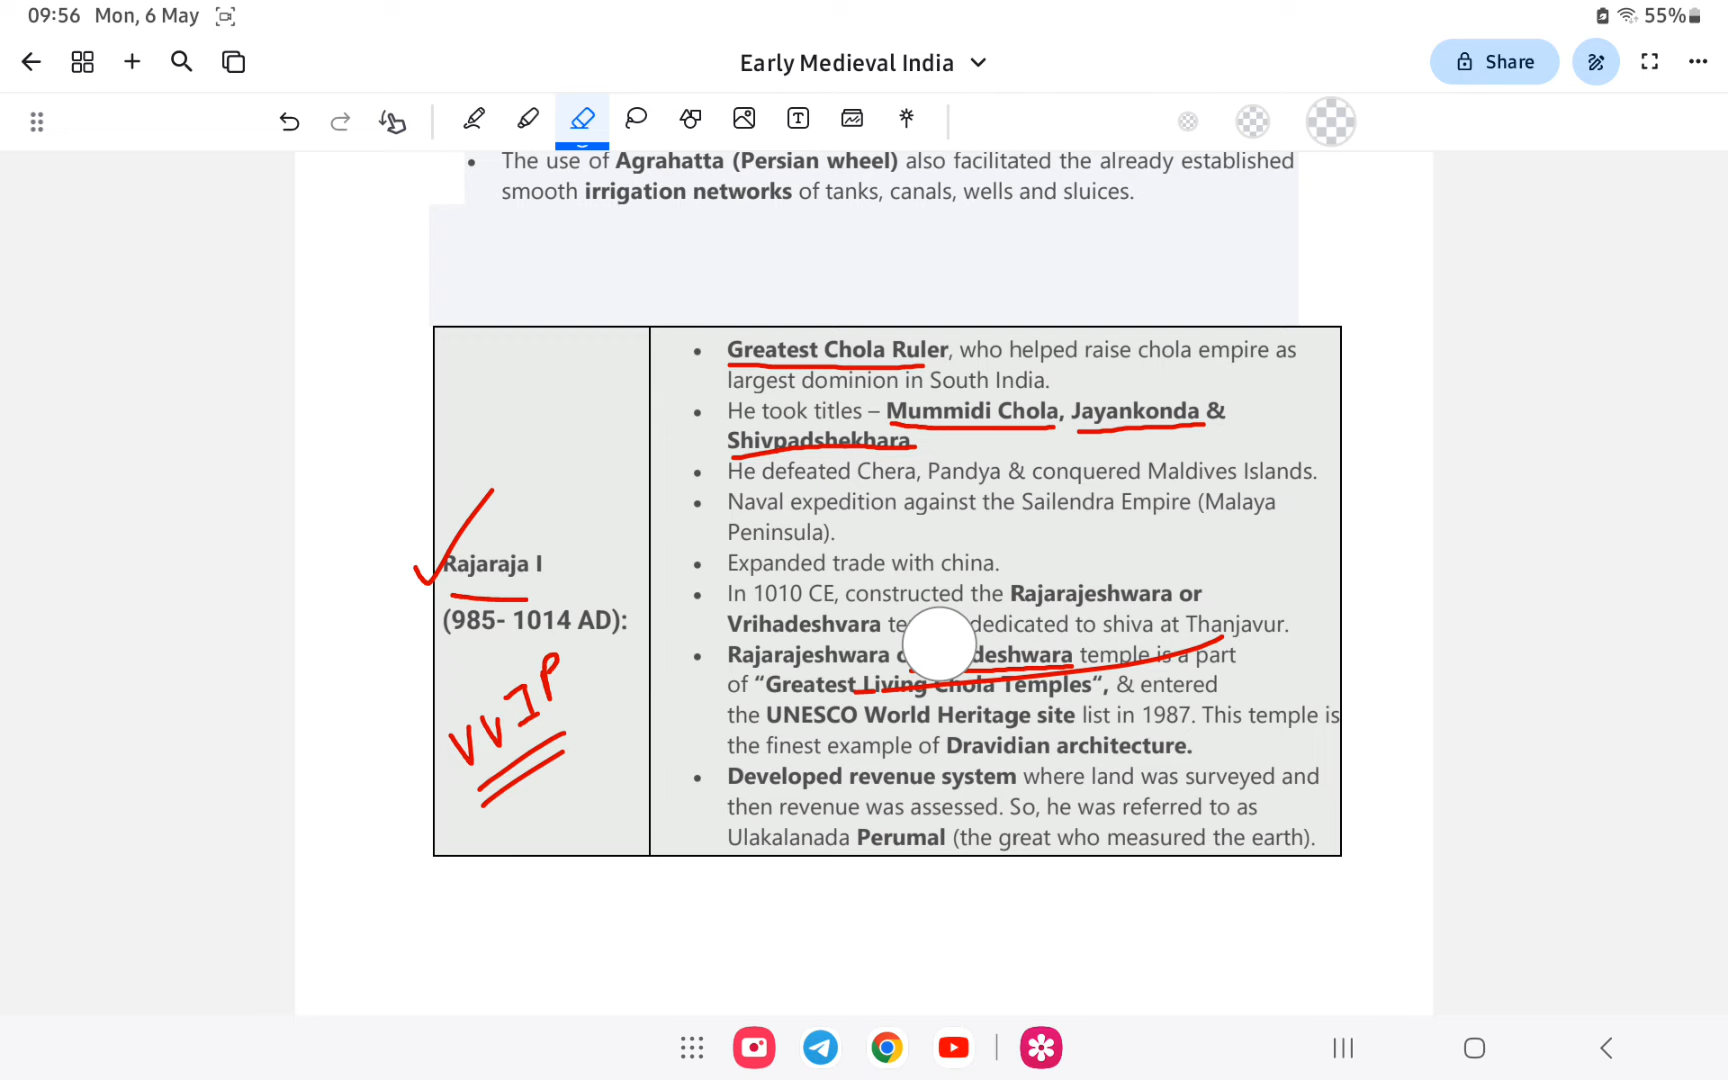 09:56 Mon, 6 May
55%
Early Medieval India
Share
• The use of Agrahatta (Persian wheel) also facilitated the already established
smooth irrigation networks of tanks, canals, wells and sluices.
Rajaraja I
(985- 1014 AD):
VVIP
• Greatest Chola Ruler, who helped raise chola empire as
largest dominion in South India.
• He took titles – Mummidi Chola, Jayankonda &
Shivpadshekhara.
• He defeated Chera, Pandya & conquered Maldives Islands.
• Naval expedition against the Sailendra Empire (Malaya
Peninsula).
• Expanded trade with china.
• In 1010 CE, constructed the Rajarajeshwara or
Vrihadeshvara dedicated to shiva at Thanjavur.
• Rajarajeshwara temple is a part
of “Greatest Living Chola Temples“, & entered
the UNESCO World Heritage site list in 1987. This temple is
the finest example of Dravidian architecture.
• Developed revenue system where land was surveyed and
then revenue was assessed. So, he was referred to as
Ulakalanada Perumal (the great who measured the earth).